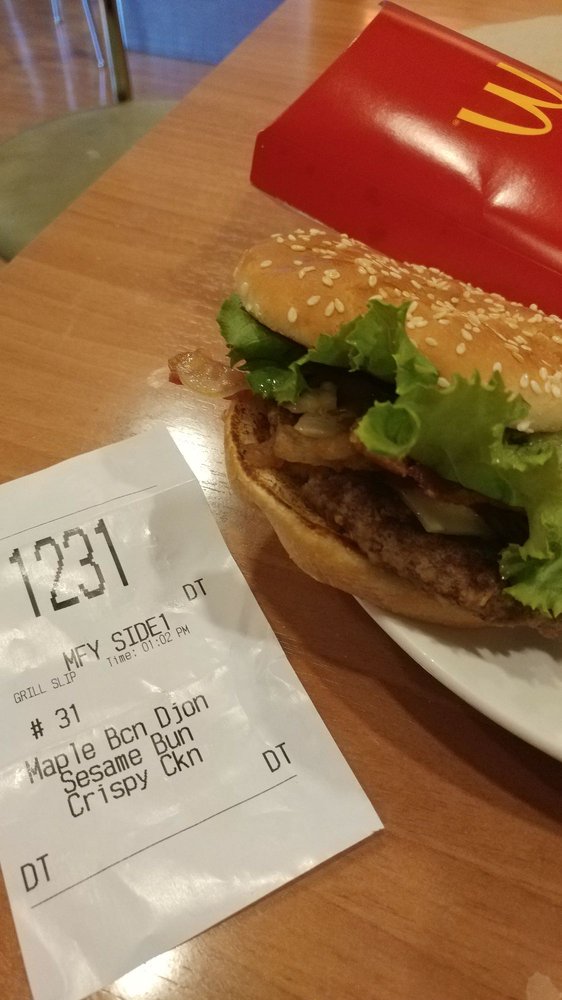 M
1231
DT
MFY SIDE1
Time: 01:02 PM
GRILL SLIP
# 31
Maple Bcn Djon
Sesame Bun
Crispy Ckn
DT
DT